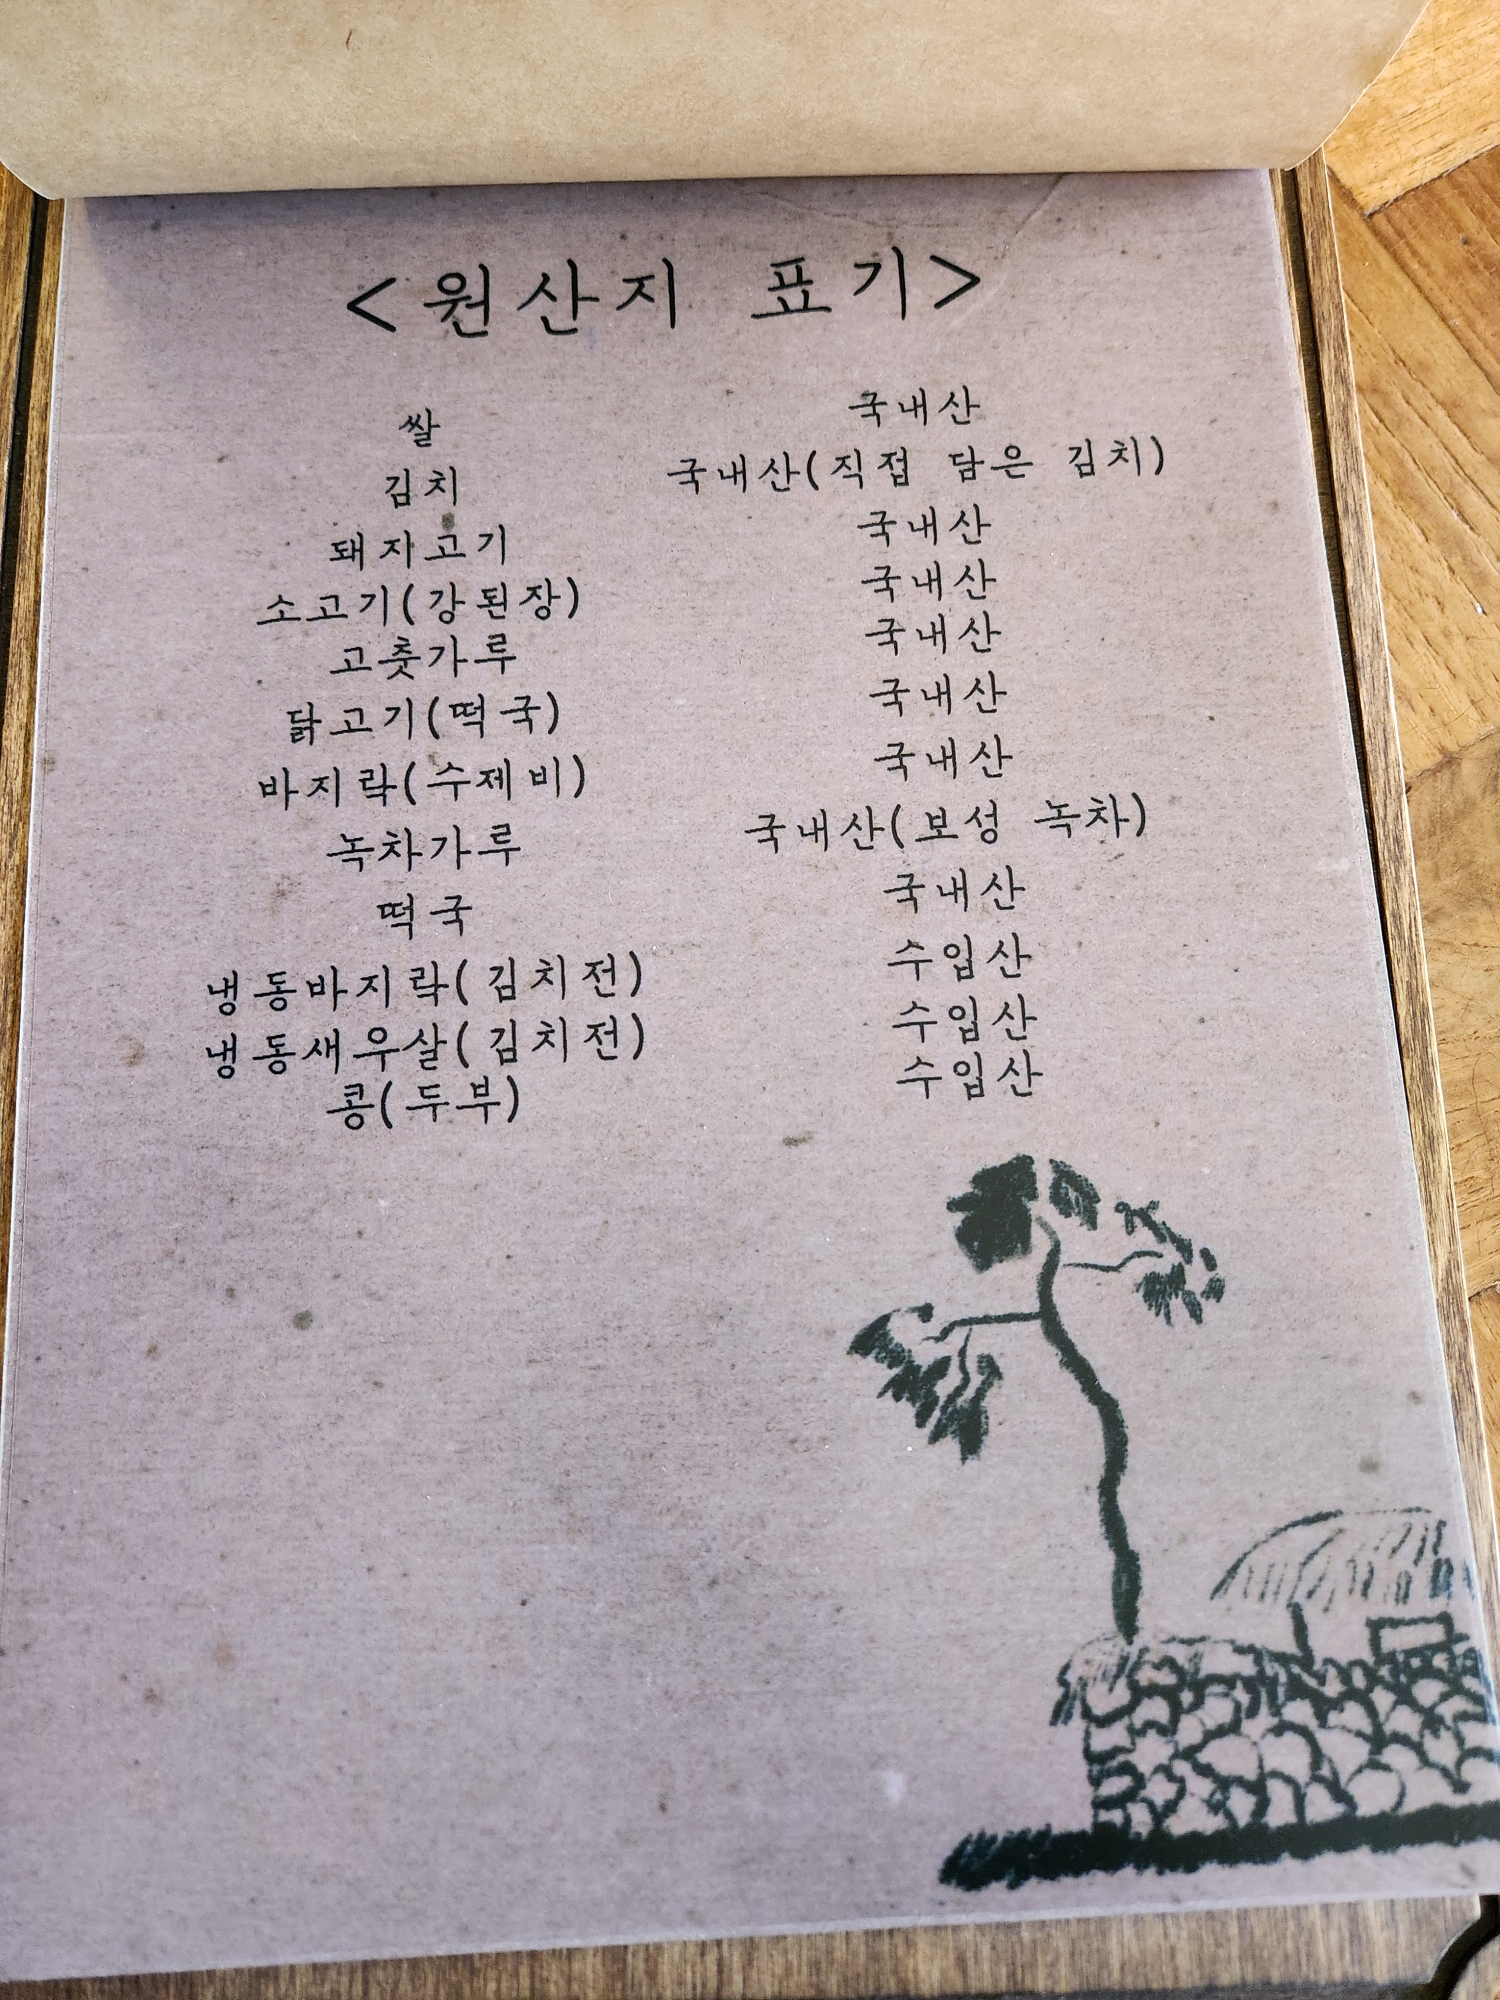 <원산지 표기>
쌀 국내산
김치 국내산(직접 담은 김치)
돼지고기 국내산
소고기(강된장) 국내산
고춧가루 국내산
닭고기(떡국) 국내산
바지락(수제비) 국내산
녹차가루 국내산(보성 녹차)
떡국 국내산
냉동바지락(김치전) 수입산
냉동새우살(김치전) 수입산
콩(두부) 수입산